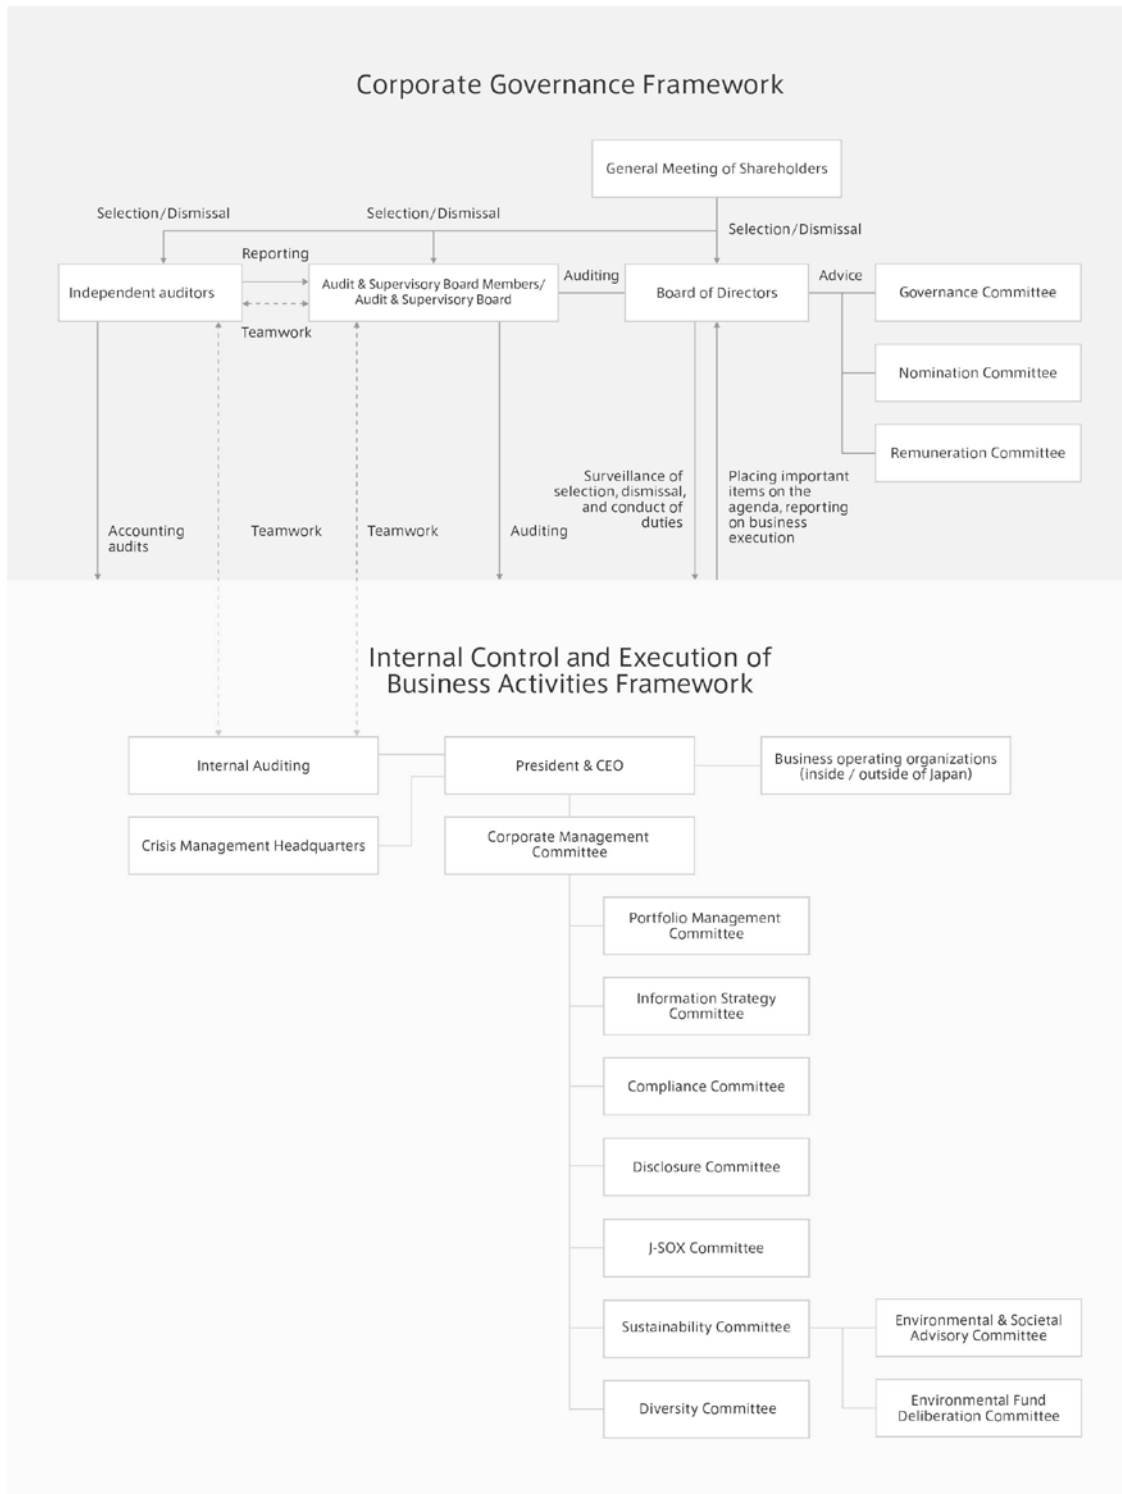 Corporate Governance Framework
General Meeting of Shareholders
Selection/Dismissal
Selection/Dismissal
Selection/Dismissal
Reporting
Independent auditors
Audit & Supervisory Board Members/
Audit & Supervisory Board
Auditing
Board of Directors
Advice
Governance Committee
Teamwork
Nomination Committee
Remuneration Committee
Accounting
audits
Teamwork
Teamwork
Auditing
Surveillance of
selection, dismissal,
and conduct of
duties
Placing important
items on the
agenda, reporting
on business
execution
Internal Control and Execution of
Business Activities Framework
Internal Auditing
President & CEO
Business operating organizations
(inside / outside of Japan)
Crisis Management Headquarters
Corporate Management
Committee
Portfolio Management
Committee
Information Strategy
Committee
Compliance Committee
Disclosure Committee
J-SOX Committee
Sustainability Committee
Environmental & Societal
Advisory Committee
Environmental Fund
Deliberation Committee
Diversity Committee